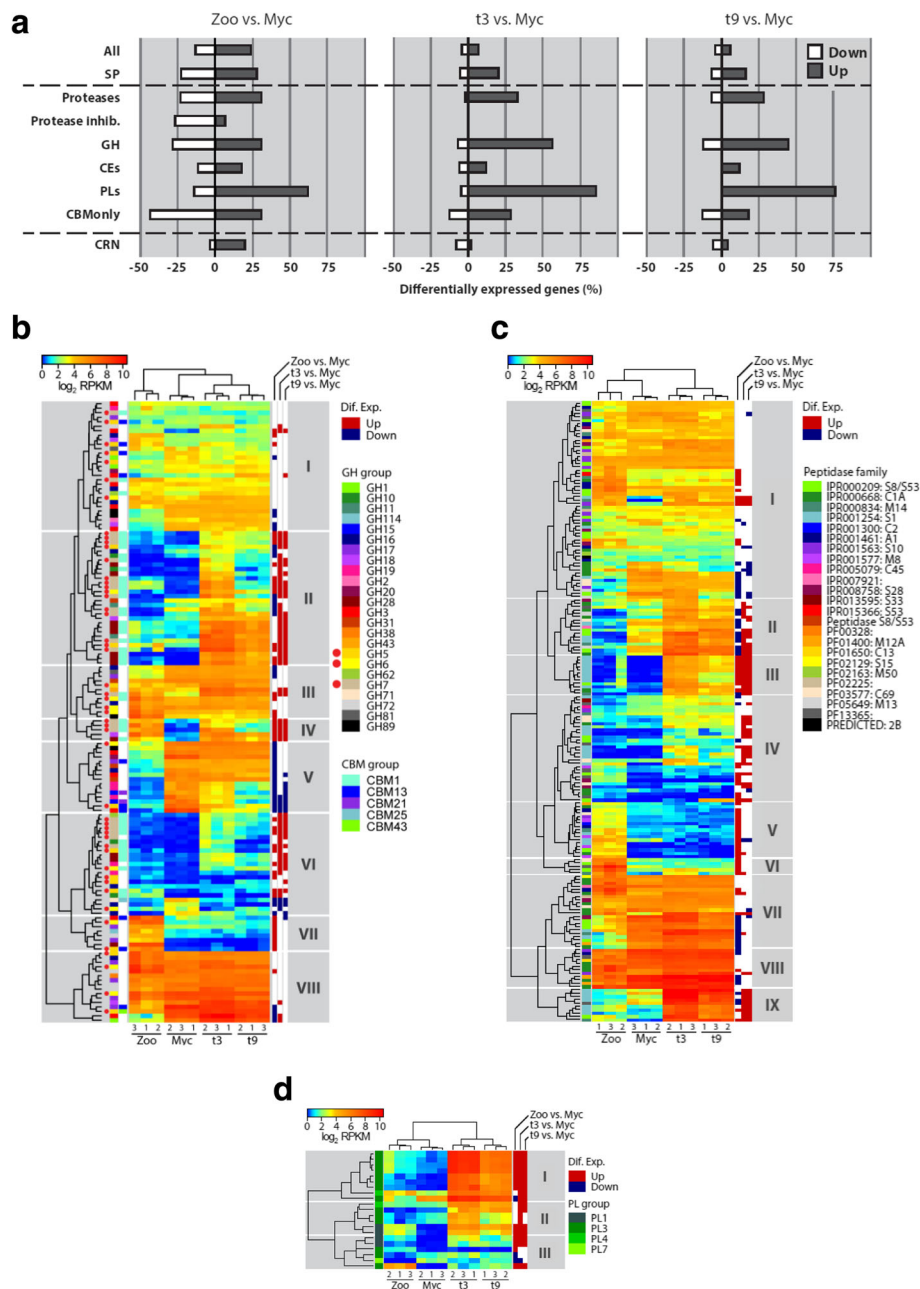 a
Zoo vs. Myc
t3 vs. Myc
t9 vs. Myc
Down
Up
All
SP
Proteases
Protease inhib.
GH
CEs
PLs
CBMonly
CRN
-50 -25 0 25 50 75
-50 -25 0 25 50 75
-50 -25 0 25 50 75
Differentially expressed genes (%)
b
0 2 4 6 8 10
log2 RPKM
Zoo vs. Myc
t3 vs. Myc
t9 vs. Myc
I
II
III
IV
V
VI
VII
VIII
3 1 2 2 3 1 2 3 1 2 1 3
Zoo Myc t3 t9
Dif. Exp.
Up
Down
GH group
GH1
GH10
GH11
GH114
GH15
GH16
GH17
GH18
GH19
GH2
GH20
GH28
GH3
GH31
GH38
GH43
GH5
GH6
GH62
GH7
GH71
GH72
GH81
GH89
CBM group
CBM1
CBM13
CBM21
CBM25
CBM43
c
0 2 4 6 8 10
log2 RPKM
Zoo vs. Myc
t3 vs. Myc
t9 vs. Myc
I
II
III
IV
V
VI
VII
VIII
IX
1 3 2 2 3 1 2 3 1 1 3 2
Zoo Myc t3 t9
Dif. Exp.
Up
Down
Peptidase family
IPR000209: S8/S53
IPR000668: C1A
IPR000834: M14
IPR001254: S1
IPR001300: C2
IPR001461: A1
IPR001563: S10
IPR001577: M8
IPR005079: C45
IPR007921:
IPR008758: S28
IPR013595: S33
IPR015366: S53
Peptidase S8/S53
PF00328:
PF01400: M12A
PF01650: C13
PF02129: S15
PF02163: M50
PF02225:
PF03577: C69
PF05649: M13
PF13365:
PREDICTED: 2B
d
0 2 4 6 8 10
log2 RPKM
Zoo vs. Myc
t3 vs. Myc
t9 vs. Myc
I
II
III
2 1 3 2 1 3 2 3 1 1 3 2
Zoo Myc t3 t9
Dif. Exp.
Up
Down
PL group
PL1
PL3
PL4
PL7